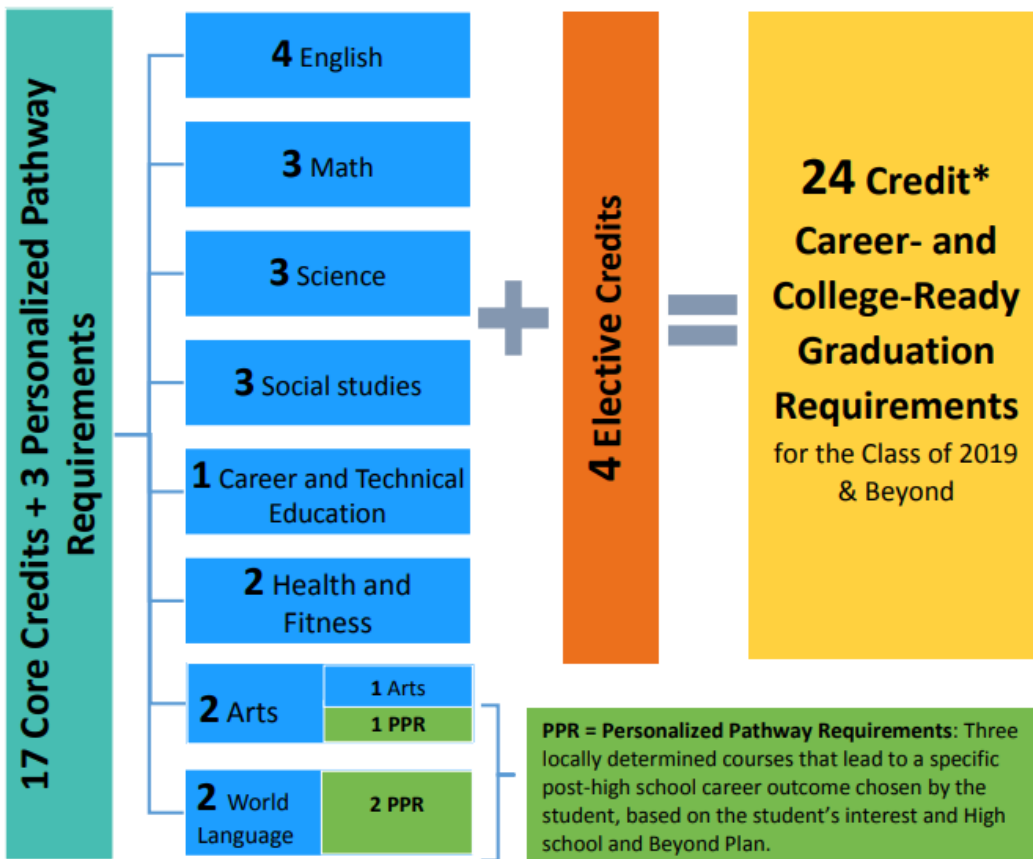 17 Core Credits + 3 Personalized Pathway
Requirements
4 English
3 Math
3 Science
3 Social studies
1 Career and Technical
Education
2 Health and
Fitness
2 Arts
1 Arts
1 PPR
2 World
Language
2 PPR
4 Elective Credits
24 Credit*
Career- and
College-Ready
Graduation
Requirements
for the Class of 2019
& Beyond
PPR = Personalized Pathway Requirements: Three
locally determined courses that lead to a specific
post-high school career outcome chosen by the
student, based on the student’s interest and High
school and Beyond Plan.